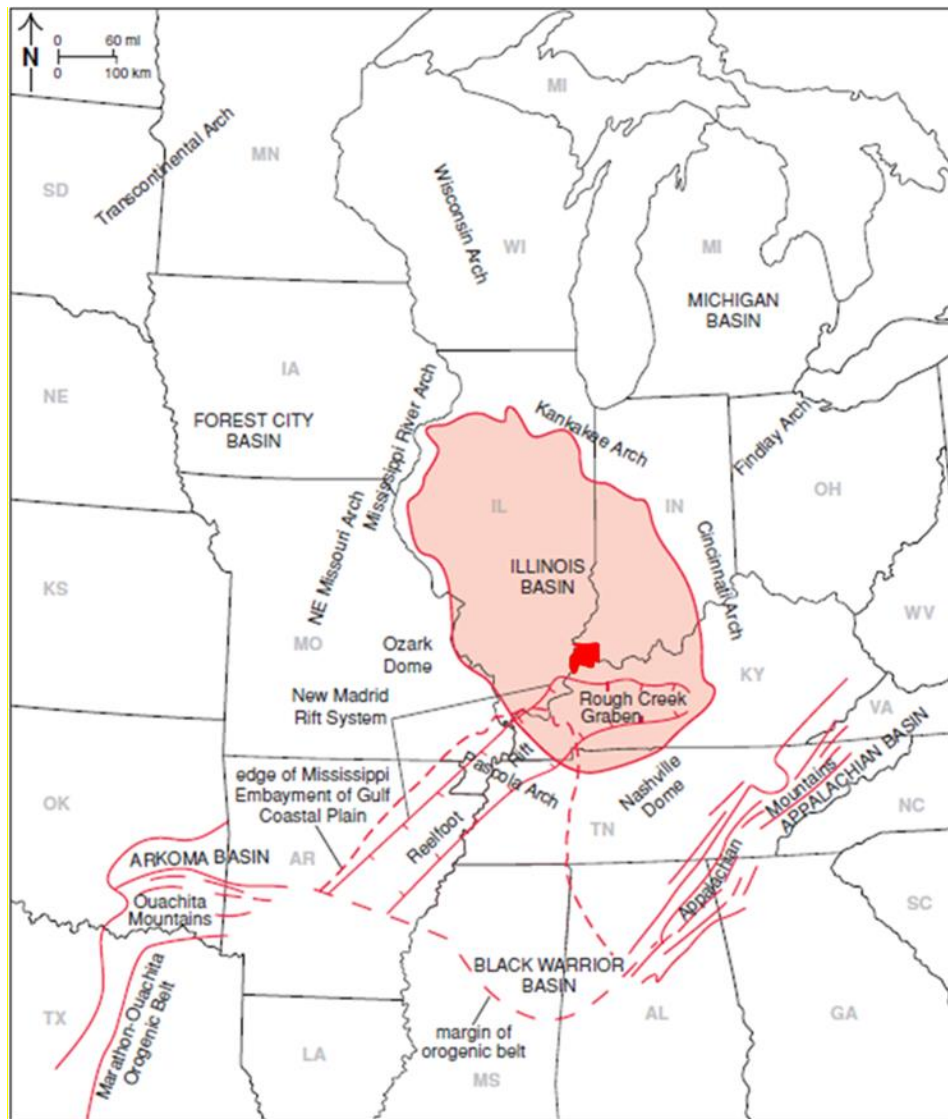 N
0 60 mi
0 100 km
MI
MN
Transcontinental Arch
SD
Wisconsin Arch
WI
MI
MICHIGAN
BASIN
IA
NE
FOREST CITY
BASIN
Mississippi River Arch
Kankakae Arch
Findlay Arch
OH
IL
IN
NE Missouri Arch
Cincinnati Arch
ILLINOIS
BASIN
KS
WV
MO
Ozark
Dome
KY
New Madrid
Rift System
Rough Creek
Graben
VA
Rift
Pascola Arch
edge of Mississippi
Embayment of Gulf
Coastal Plain
Nashville
Dome
Mountains
APPALACHIAN BASIN
OK
NC
TN
Reelfoot
ARKOMA BASIN
AR
Appalachian
Ouachita
Mountains
SC
BLACK WARRIOR
BASIN
Marathon-Ouachita
Orogenic Belt
TX
AL
GA
margin of
orogenic belt
LA
MS